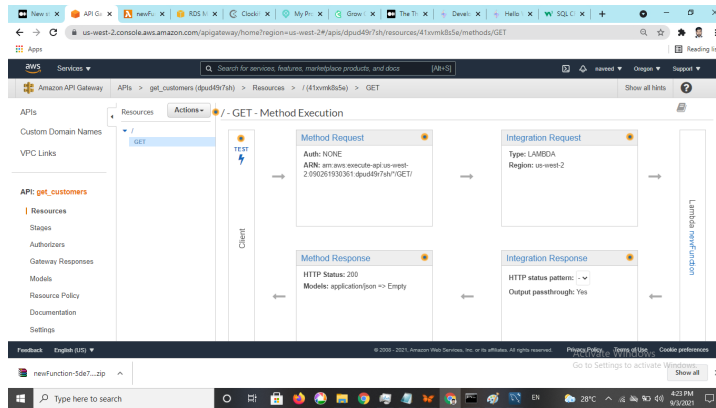 New st
API Ga
newFu
RDS M
Clockif
My Pro
Grow (
The Th
Develo
Hello
SQL C
us-west-2.console.aws.amazon.com/apigateway/home?region=us-west-2#/apis/dpud49r7sh/resources/41xvmk8s5e/methods/GET
Apps
Reading lis
aws
Services
Search for services, features, marketplace products, and docs
[Alt+S]
naveed
Oregon
Support
Amazon API Gateway
APIs > get_customers (dpud49r7sh) > Resources > / (41xvmk8s5e) > GET
Show all hints
?
APIs
Custom Domain Names
VPC Links
API: get_customers
Resources
Stages
Authorizers
Gateway Responses
Models
Resource Policy
Documentation
Settings
Resources
Actions
/
GET
/ - GET - Method Execution
TEST
Client
Method Request
Auth: NONE
ARN: arn:aws:execute-api:us-west-
2:090261930361:dpud49r7sh/*/GET/
Integration Request
Type: LAMBDA
Region: us-west-2
Lambda newFunction
Method Response
HTTP Status: 200
Models: application/json => Empty
Integration Response
HTTP status pattern: -
Output passthrough: Yes
Feedback
English (US)
© 2008 - 2021, Amazon Web Services, Inc. or its affiliates. All rights reserved.
Privacy Policy
Terms of Use
Cookie preferences
Activate Windows
Go to Settings to activate Windows.
newFunction-5de7....zip
Show all
Type here to search
EN
28°C
4:23 PM
9/3/2021